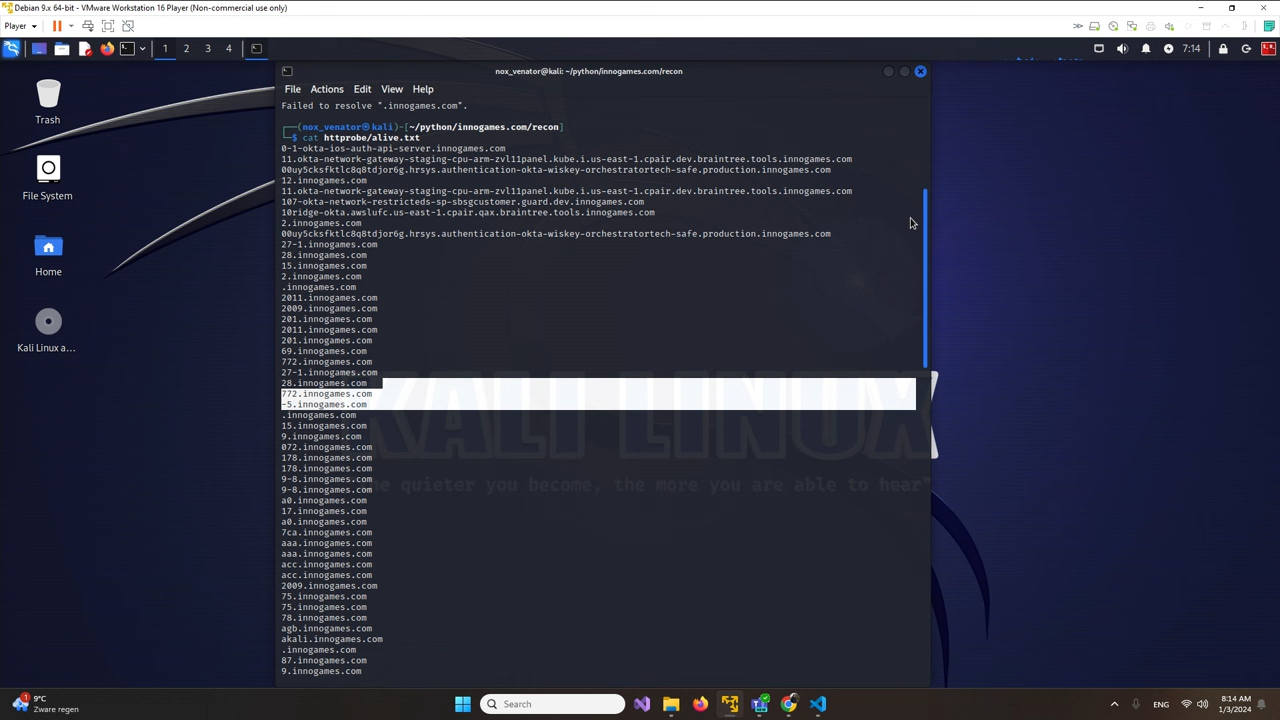 Debian 9.x 64-bit - VMware Workstation 16 Player (Non-commercial use only)
Player
1 2 3 4
7:14
Trash
File System
Home
Kali Linux a...
nox_venator@kali: ~/python/innogames.com/recon
File Actions Edit View Help
Failed to resolve ".innogames.com".
┌──(nox_venator㉿kali)-[~/python/innogames.com/recon]
└─$ cat httprobe/alive.txt
0-1-okta-ios-auth-api-server.innogames.com
11.okta-network-gateway-staging-cpu-arm-zvl11panel.kube.i.us-east-1.cpair.dev.braintree.tools.innogames.com
00uy5cksfktlc8q8tdjor6g.hrsys.authentication-okta-wiskey-orchestratortech-safe.production.innogames.com
12.innogames.com
11.okta-network-gateway-staging-cpu-arm-zvl11panel.kube.i.us-east-1.cpair.dev.braintree.tools.innogames.com
107-okta-network-restricteds-sp-sbsgcustomer.guard.dev.innogames.com
10ridge-okta.awslufc.us-east-1.cpair.qax.braintree.tools.innogames.com
2.innogames.com
00uy5cksfktlc8q8tdjor6g.hrsys.authentication-okta-wiskey-orchestratortech-safe.production.innogames.com
27-1.innogames.com
28.innogames.com
15.innogames.com
2.innogames.com
.innogames.com
2011.innogames.com
2009.innogames.com
201.innogames.com
2011.innogames.com
201.innogames.com
69.innogames.com
772.innogames.com
27-1.innogames.com
28.innogames.com
772.innogames.com
-5.innogames.com
.innogames.com
15.innogames.com
9.innogames.com
072.innogames.com
178.innogames.com
178.innogames.com
9-8.innogames.com
9-8.innogames.com
a0.innogames.com
17.innogames.com
a0.innogames.com
7ca.innogames.com
aaa.innogames.com
aaa.innogames.com
acc.innogames.com
acc.innogames.com
2009.innogames.com
75.innogames.com
75.innogames.com
78.innogames.com
agb.innogames.com
akali.innogames.com
.innogames.com
87.innogames.com
9.innogames.com
KALI LINUX
e quieter you become, the more you are able to hear"
1
9°C
Zware regen
Search
8:14 AM
1/3/2024